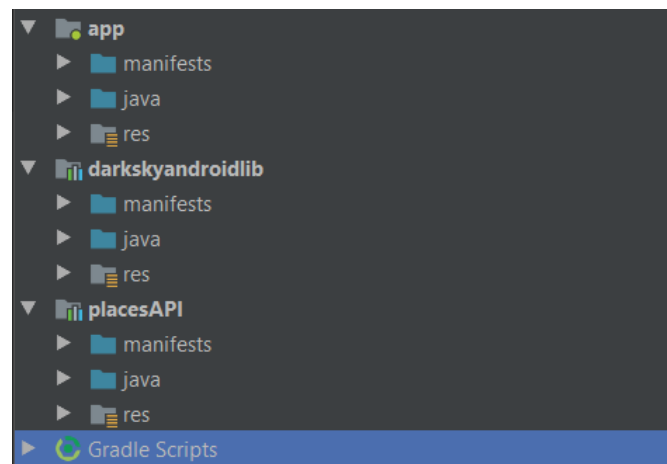 app
manifests
java
res
darkskyandroidlib
manifests
java
res
placesAPI
manifests
java
res
Gradle Scripts